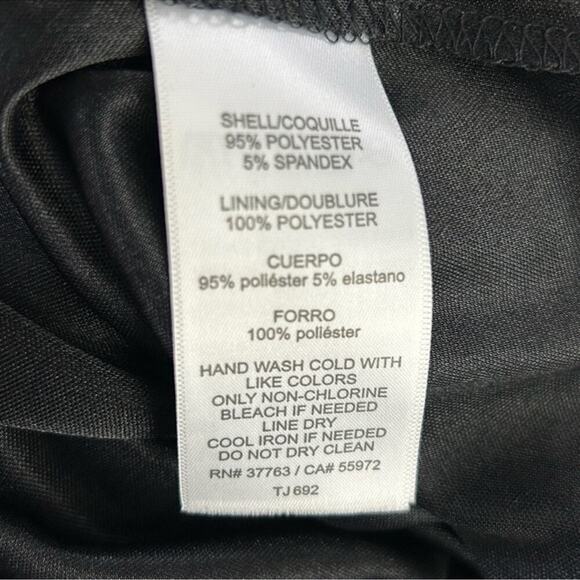 SHELL/COQUILLE
95% POLYESTER
5% SPANDEX
LINING/DOUBLURE
100% POLYESTER
CUERPO
95% poliéster 5% elastano
FORRO
100% poliéster
HAND WASH COLD WITH
LIKE COLORS
ONLY NON-CHLORINE
BLEACH IF NEEDED
LINE DRY
COOL IRON IF NEEDED
DO NOT DRY CLEAN
RN# 37763 / CA# 55972
TJ 692